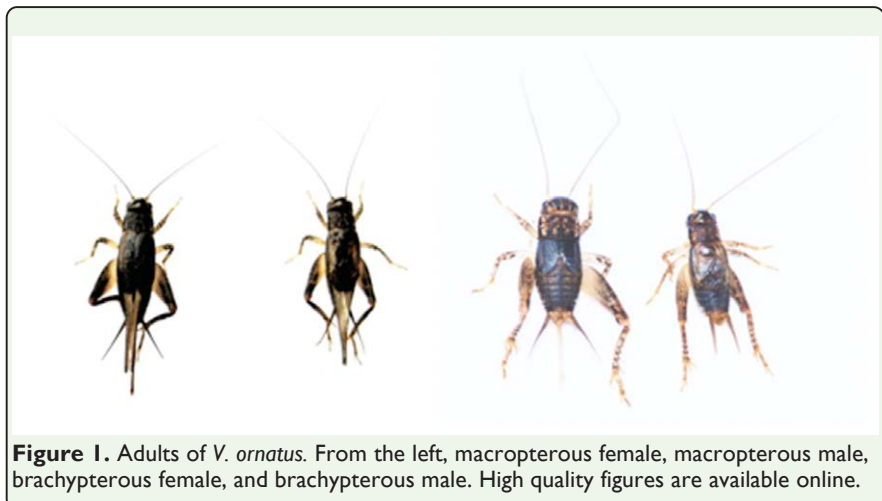 Figure 1. Adults of V. ornatus. From the left, macropterous female, macropterous male,
brachypterous female, and brachypterous male. High quality figures are available online.